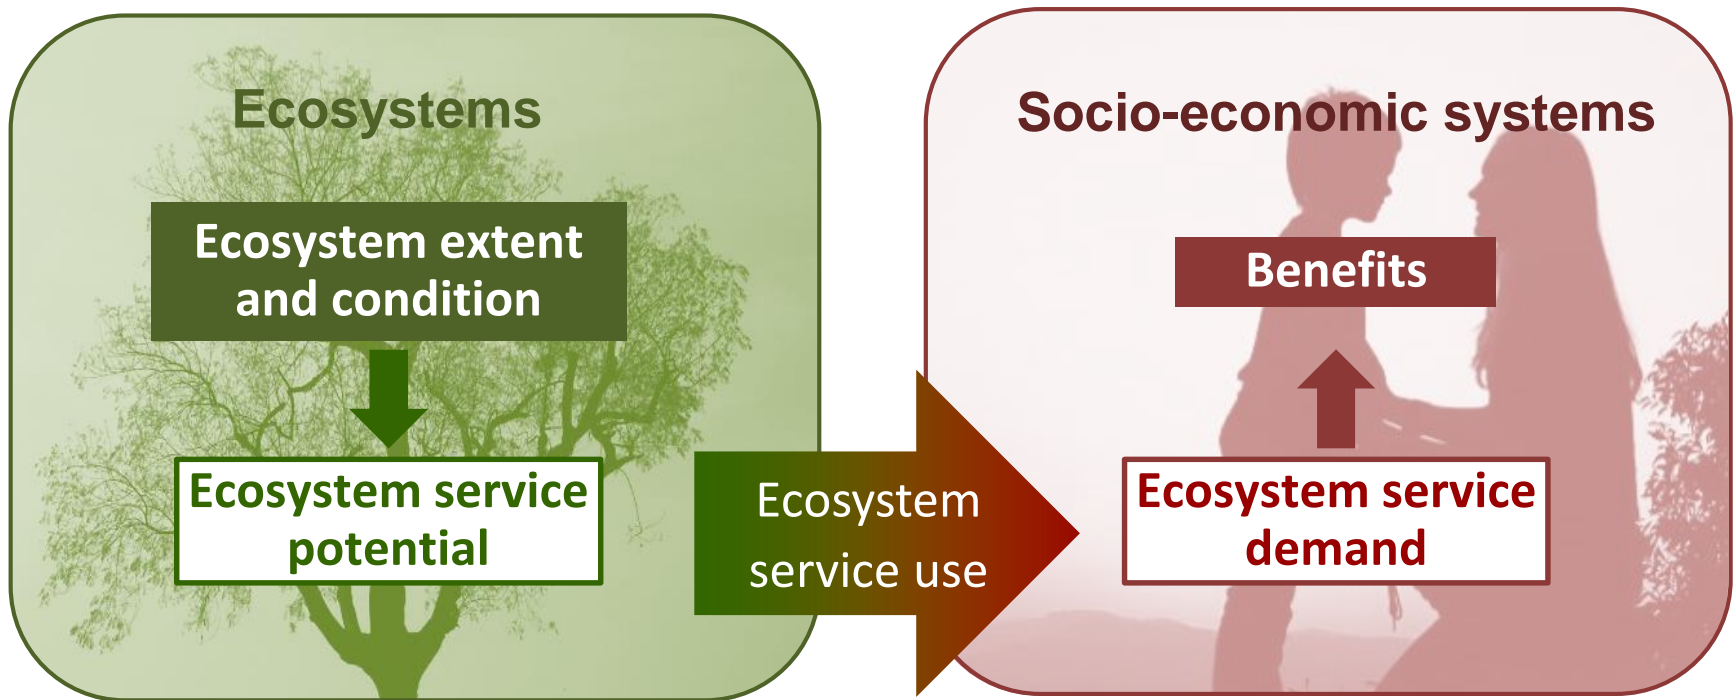 Ecosystems
Ecosystem extent
and condition
Ecosystem service
potential
Ecosystem
service use
Socio-economic systems
Benefits
Ecosystem service
demand